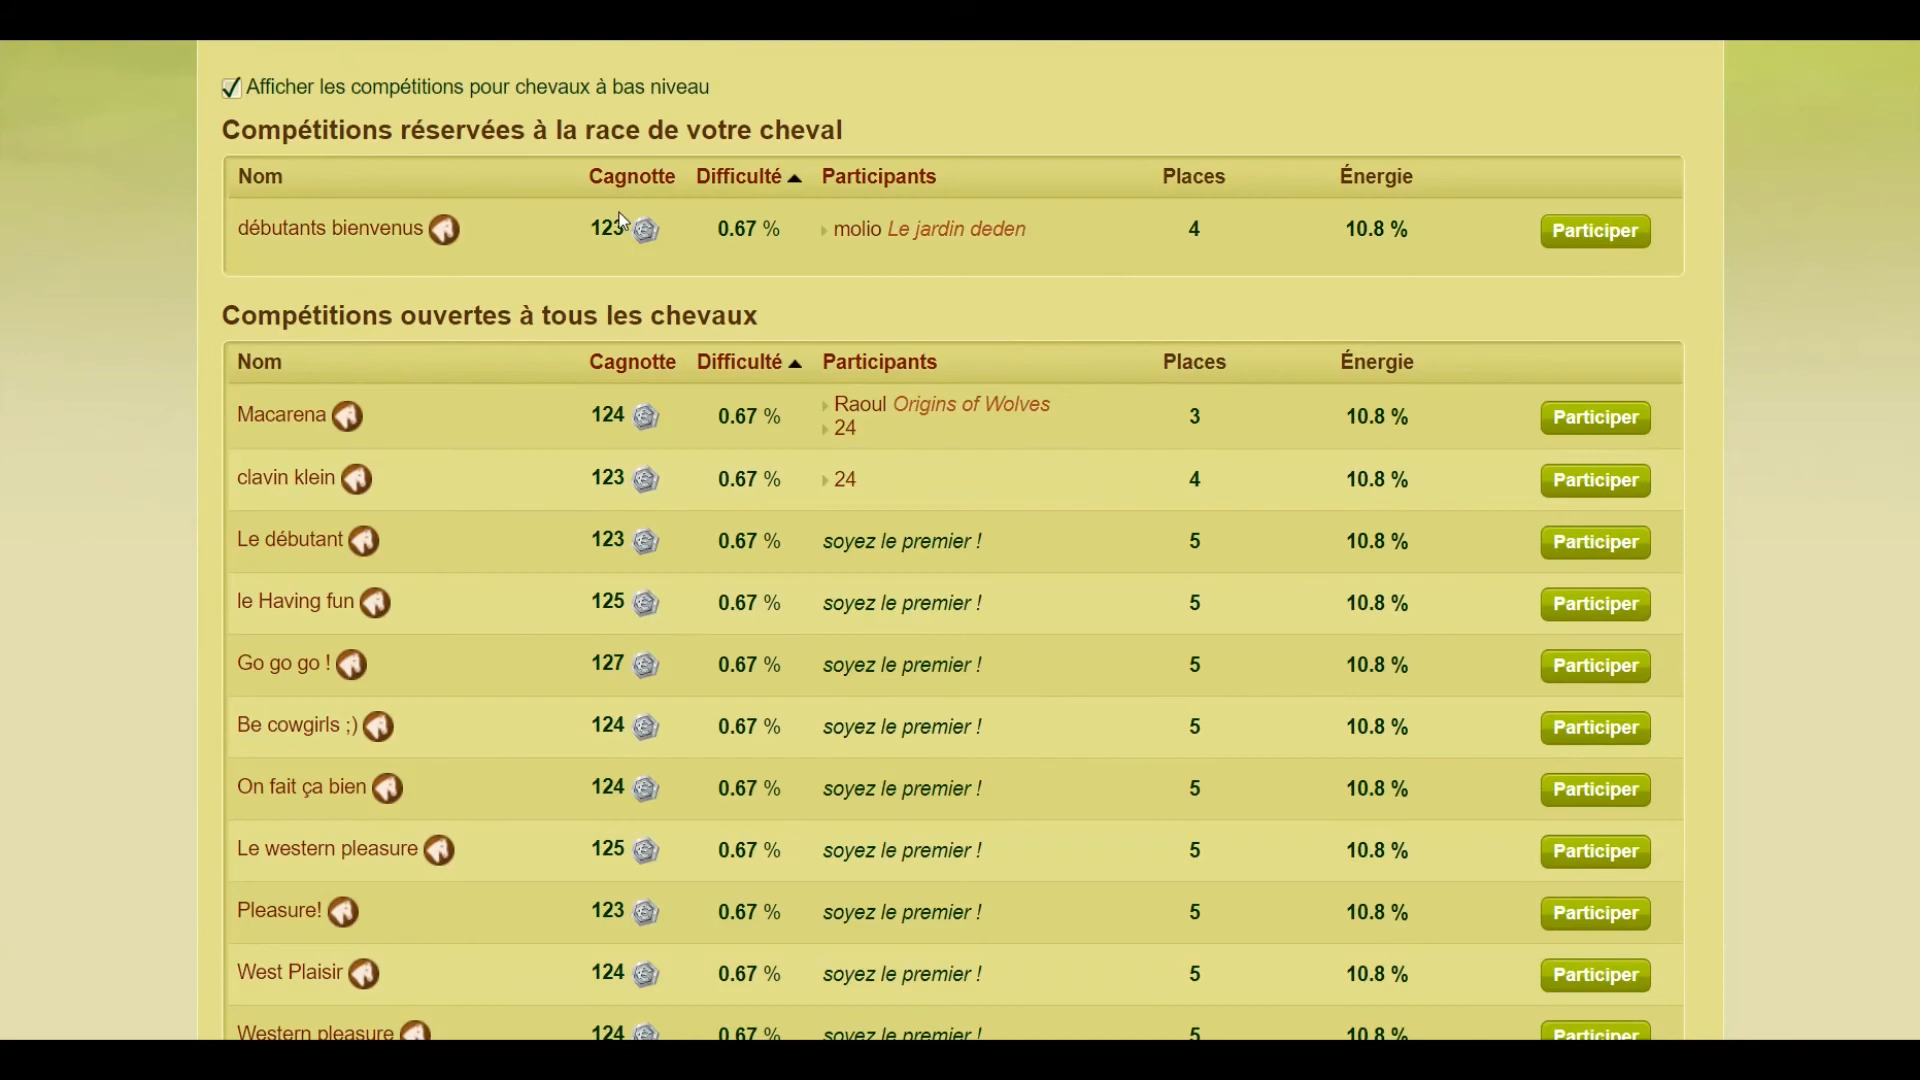 Afficher les compétitions pour chevaux à bas niveau
Compétitions réservées à la race de votre cheval
Nom Cagnotte Difficulté Participants Places Énergie
débutants bienvenus 123 0.67 % molio Le jardin deden 4 10.8 % Participer
Compétitions ouvertes à tous les chevaux
Nom Cagnotte Difficulté Participants Places Énergie
Macarena 124 0.67 % Raoul Origins of Wolves 3 10.8 % Participer
24
clavin klein 123 0.67 % 24 4 10.8 % Participer
Le débutant 123 0.67 % soyez le premier ! 5 10.8 % Participer
le Having fun 125 0.67 % soyez le premier ! 5 10.8 % Participer
Go go go ! 127 0.67 % soyez le premier ! 5 10.8 % Participer
Be cowgirls ;) 124 0.67 % soyez le premier ! 5 10.8 % Participer
On fait ça bien 124 0.67 % soyez le premier ! 5 10.8 % Participer
Le western pleasure 125 0.67 % soyez le premier ! 5 10.8 % Participer
Pleasure! 123 0.67 % soyez le premier ! 5 10.8 % Participer
West Plaisir 124 0.67 % soyez le premier ! 5 10.8 % Participer
Western pleasure 124 0.67 % soyez le premier ! 5 10.8 % Participer